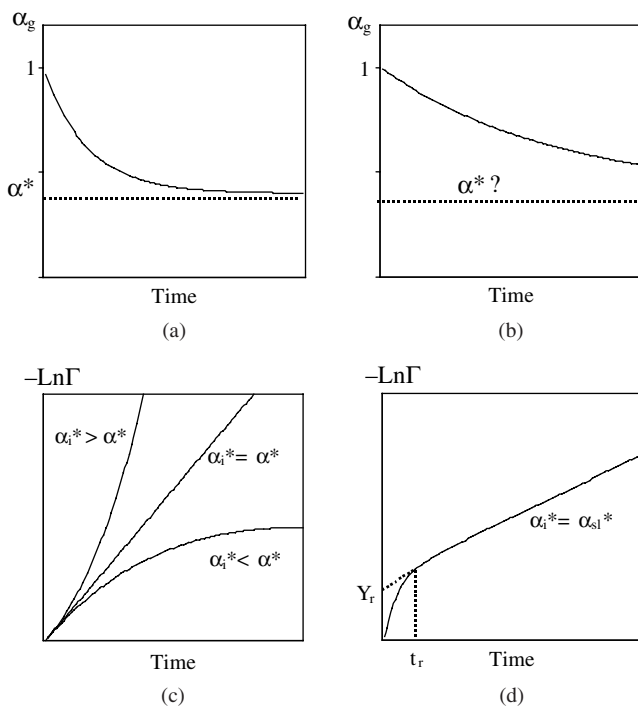 α_g
1
α*
Time
(a)
α_g
1
α* ?
Time
(b)
–LnΓ
α_i* > α*
α_i* = α*
α_i* < α*
Time
(c)
–LnΓ
α_i* = α_sl*
Y_r
t_r
Time
(d)